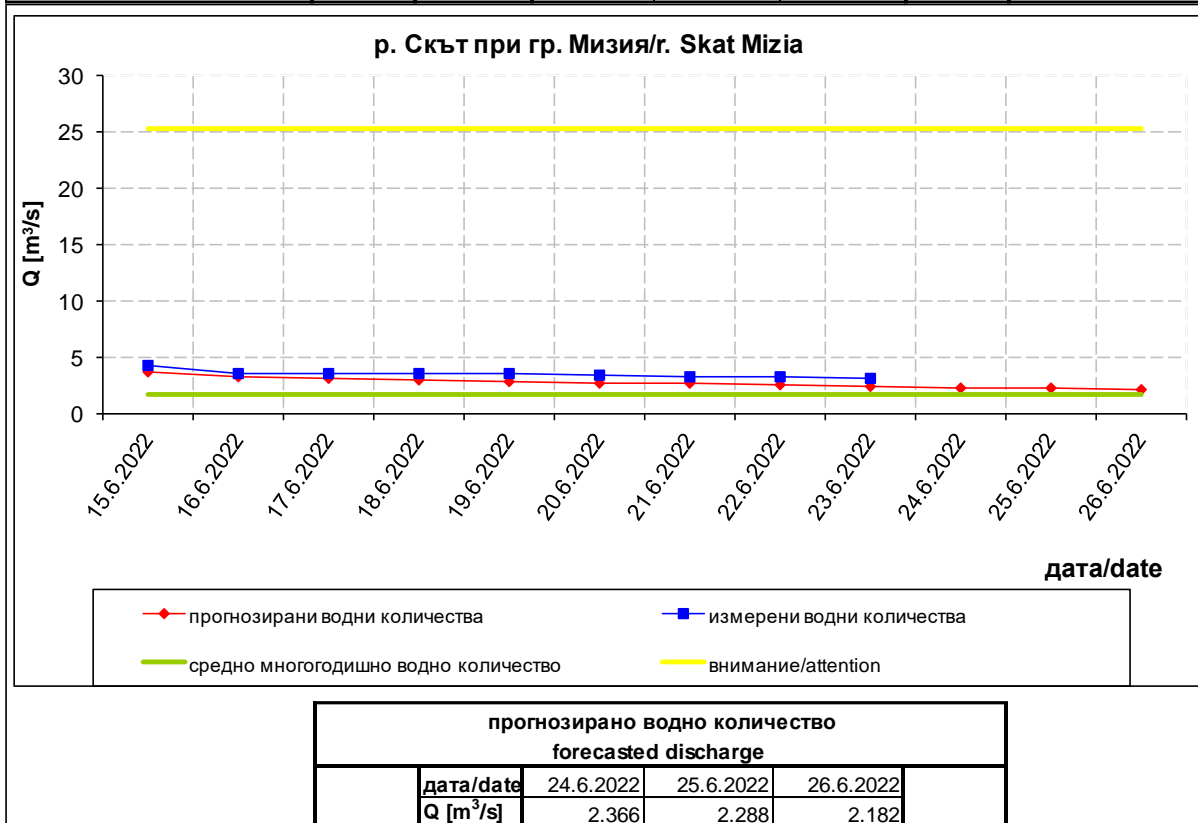 р. Скът при гр. Мизия/r. Skat Mizia
30
25
20
15
10
5
0
Q [m³/s]
15.6.2022
16.6.2022
17.6.2022
18.6.2022
19.6.2022
20.6.2022
21.6.2022
22.6.2022
23.6.2022
24.6.2022
25.6.2022
26.6.2022
дата/date
прогнозирани водни количества
измерени водни количества
средно многогодишно водно количество
внимание/attention
прогнозирано водно количество
forecasted discharge
дата/date 24.6.2022 25.6.2022 26.6.2022
Q [m³/s] 2.366 2.288 2.182